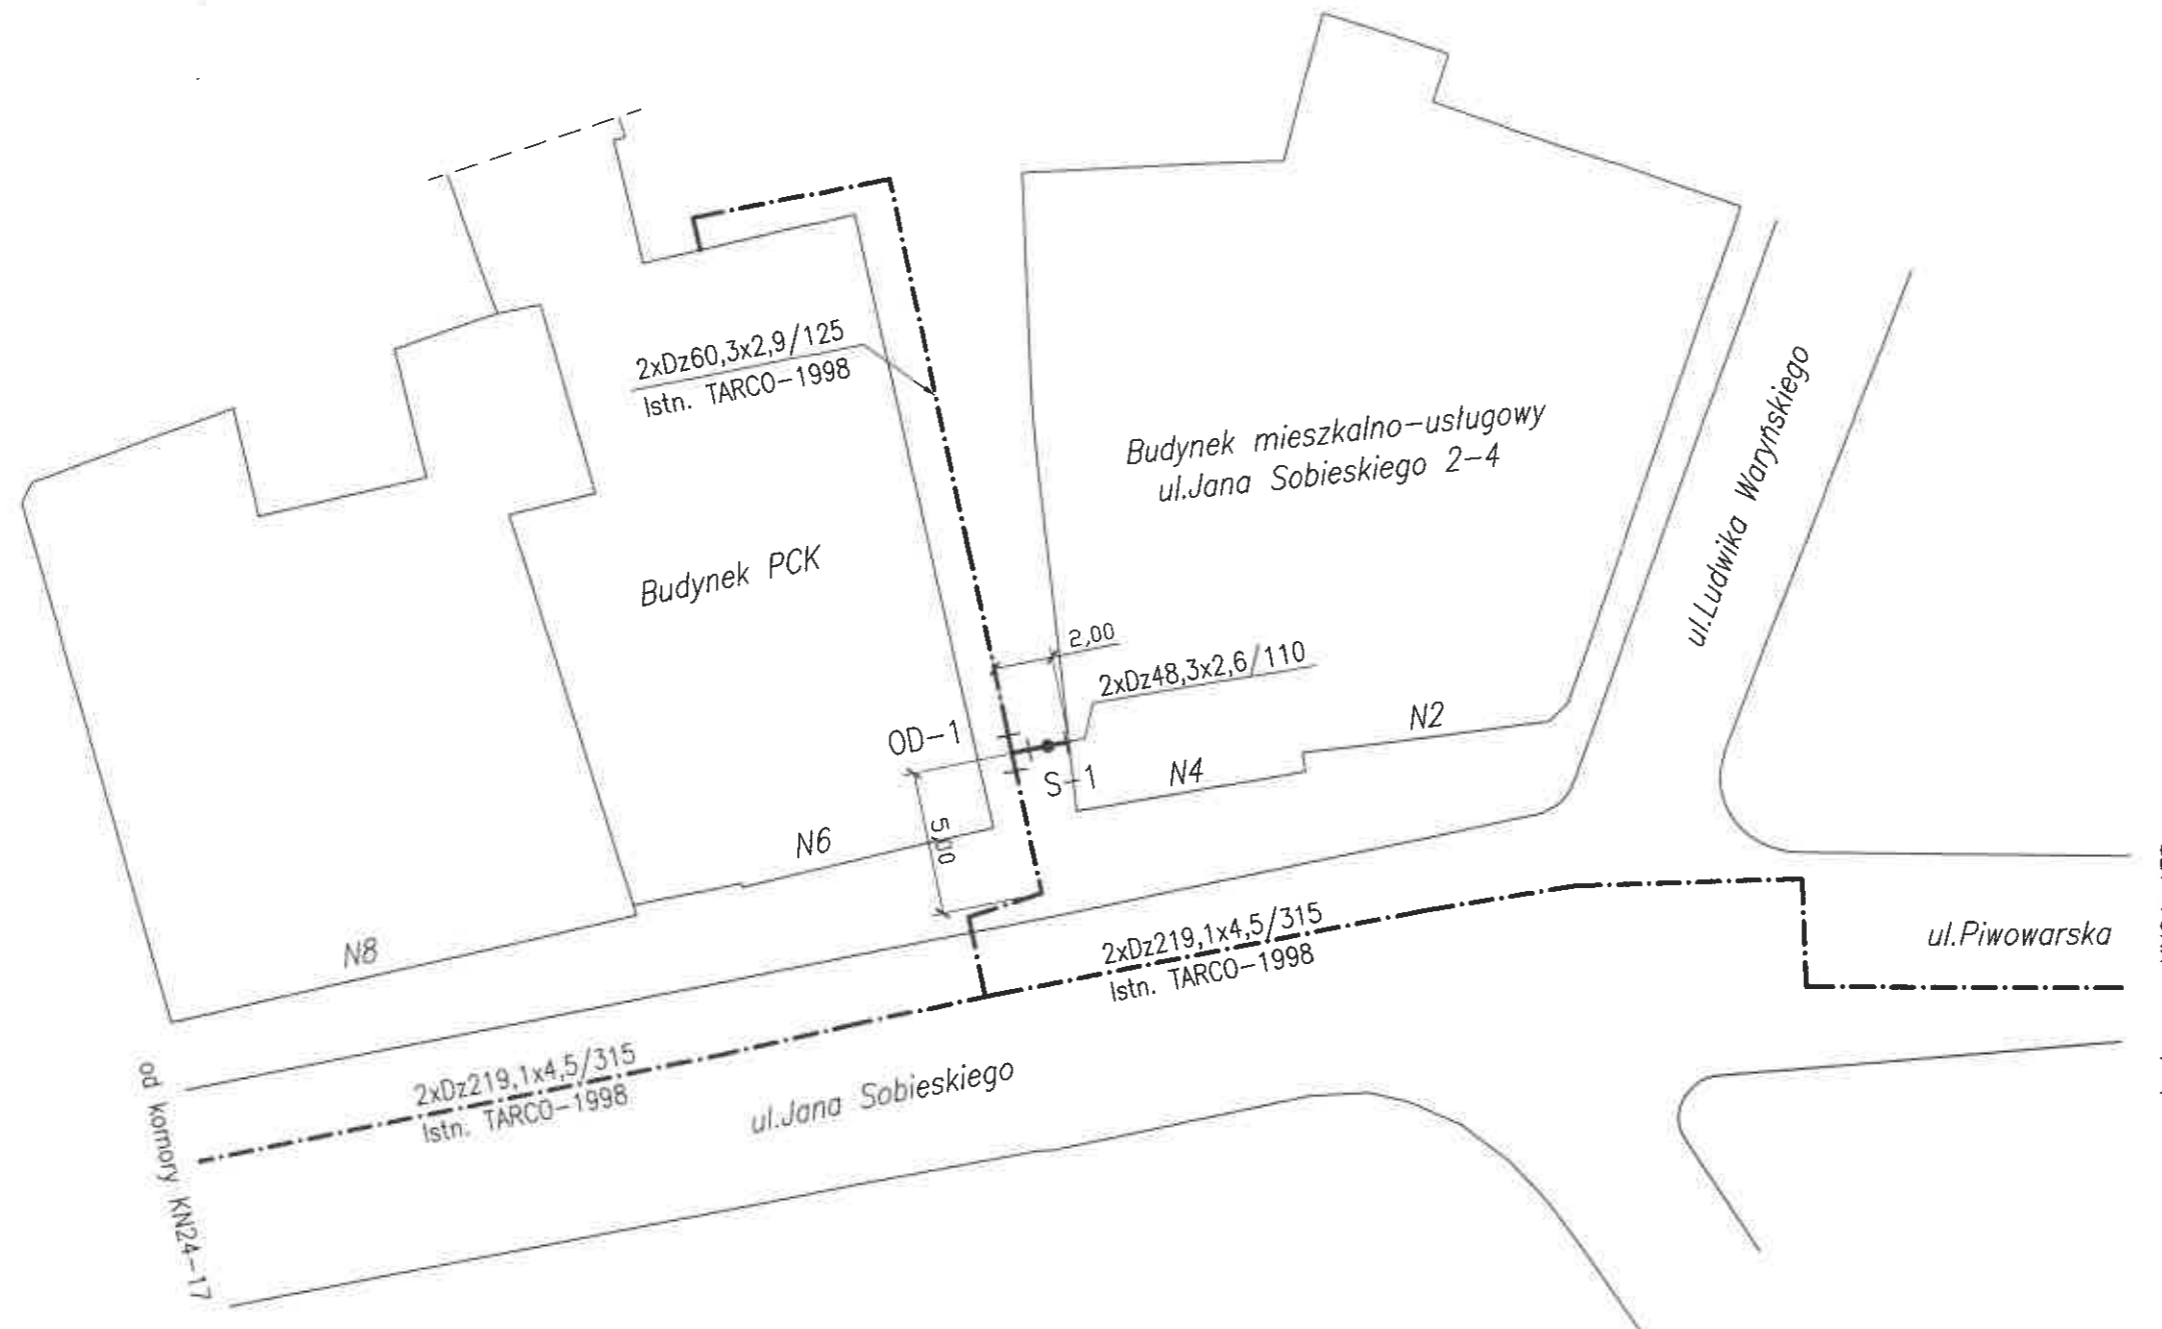 2xDz60,3x2,9/125
Istn. TARCO-1998
Budynek mieszkalno-usługowy
ul.Jana Sobieskiego 2-4
ul.Ludwika Waryńskiego
Budynek PCK
2,00
2xDz48,3x2,6/110
OD-1
S-1
N2
N4
N6
5,00
N8
2xDz219,1x4,5/315
Istn. TARCO-1998
ul.Piwowarska
2xDz219,1x4,5/315
Istn. TARCO-1998
ul.Jana Sobieskiego
od komory KN24-17